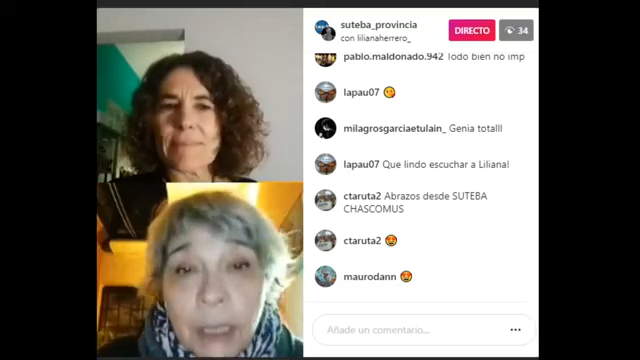 suteba_provincia
con lilianaherrero_
DIRECTO
34
pablo.maldonado.942 Todo bien no imp
lapau07
milagrosgarciaetulain_ Genia totalll
lapau07 Que lindo escuchar a Liliana!
ctaruta2 Abrazos desde SUTEBA
CHASCOMUS
ctaruta2
maurodann
Añade un comentario...